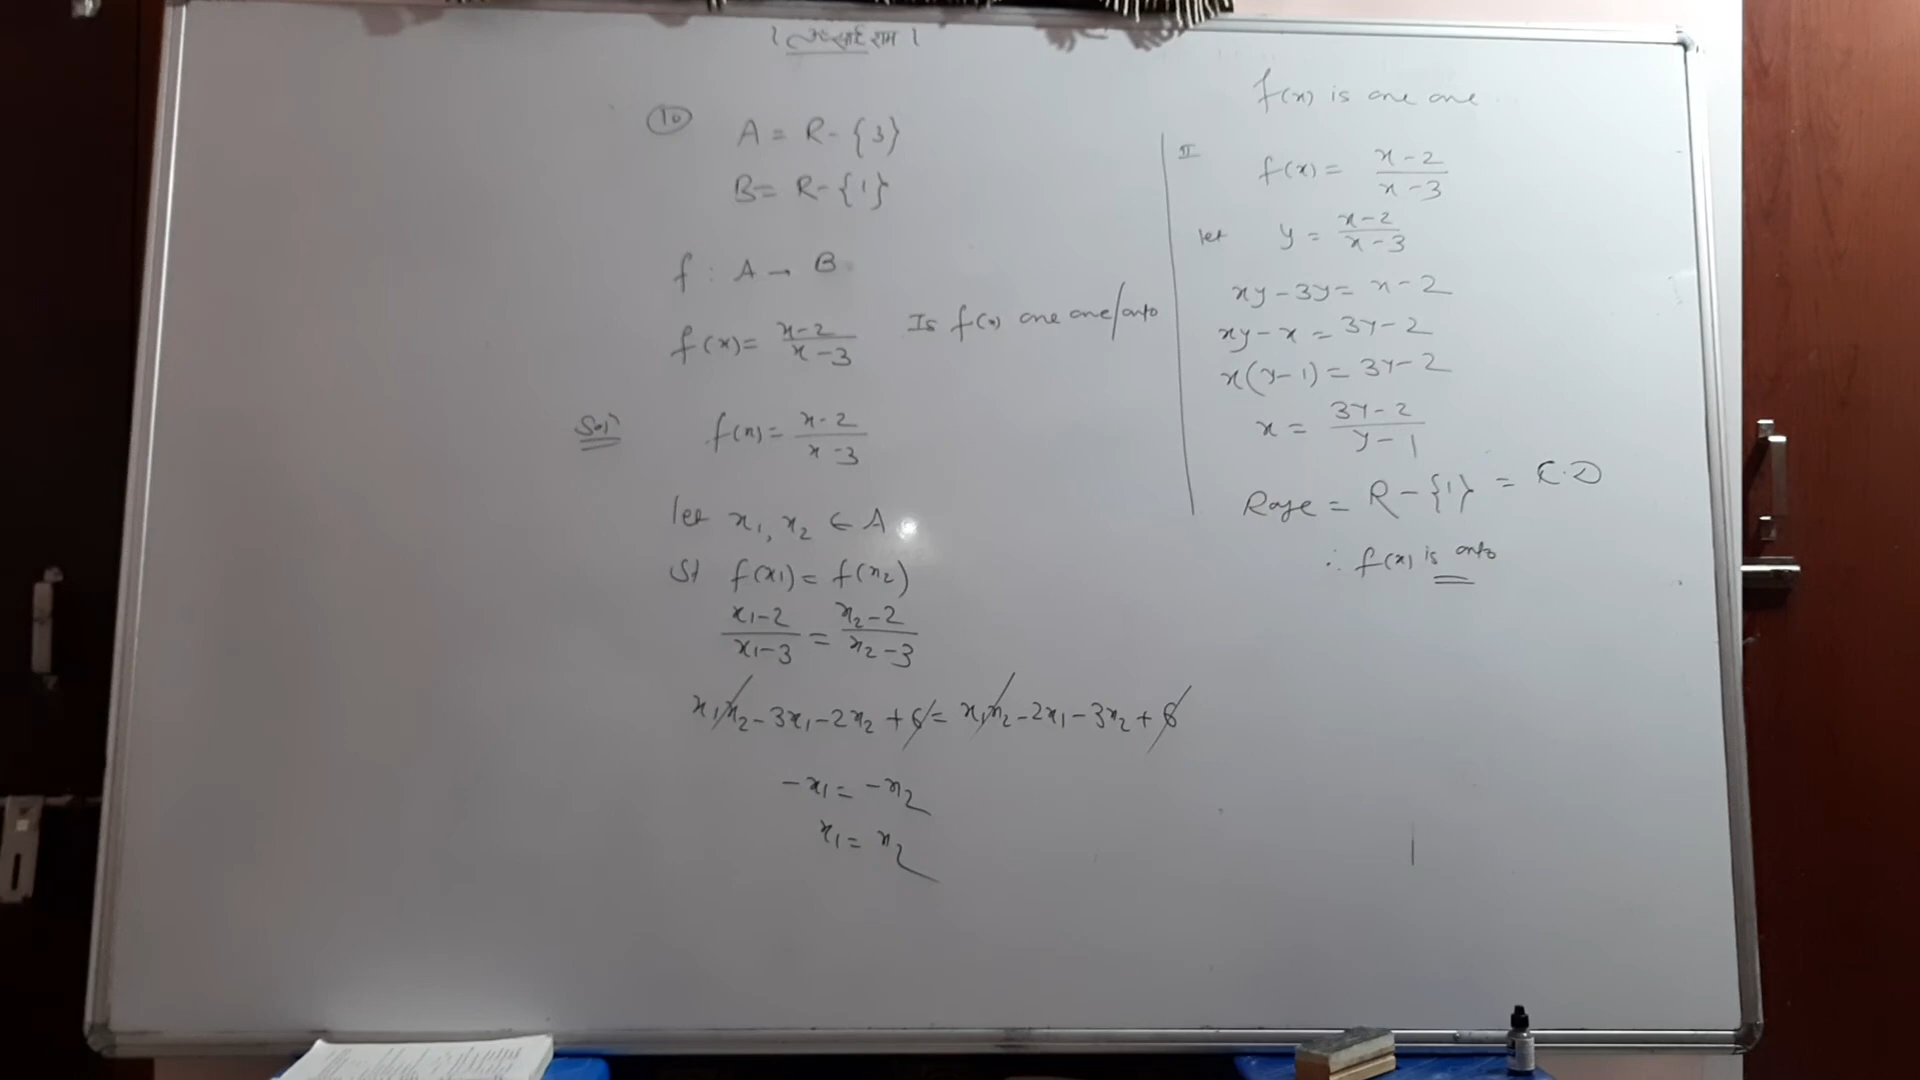 । ॐ साईं राम ।
10 A = R - {3}
B = R - {1}
f : A → B
f(x) = x-2 / x-3 Is f(x) one one/onto
Sol? f(x) = x-2 / x-3
let x1, x2 ∈ A
St f(x1) = f(x2)
x1-2 / x1-3 = x2-2 / x2-3
x1x2 - 3x1 - 2x2 + 6 = x1x2 - 2x1 - 3x2 + 6
-x1 = -x2
x1 = x2
f(x) is one one
II f(x) = x-2 / x-3
let y = x-2 / x-3
xy - 3y = x - 2
xy - x = 3y - 2
x(y-1) = 3y - 2
x = 3y-2 / y-1
Range = R - {1} = C.D
∴ f(x) is onto